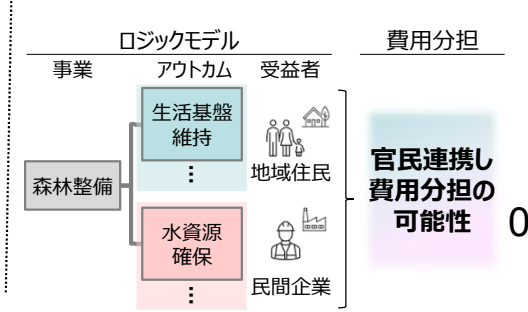 ロジックモデル
費用分担
事業
アウトカム
受益者
生活基盤
維持
⋮
地域住民
森林整備
官民連携し
費用分担の
可能性
0
水資源
確保
⋮
民間企業